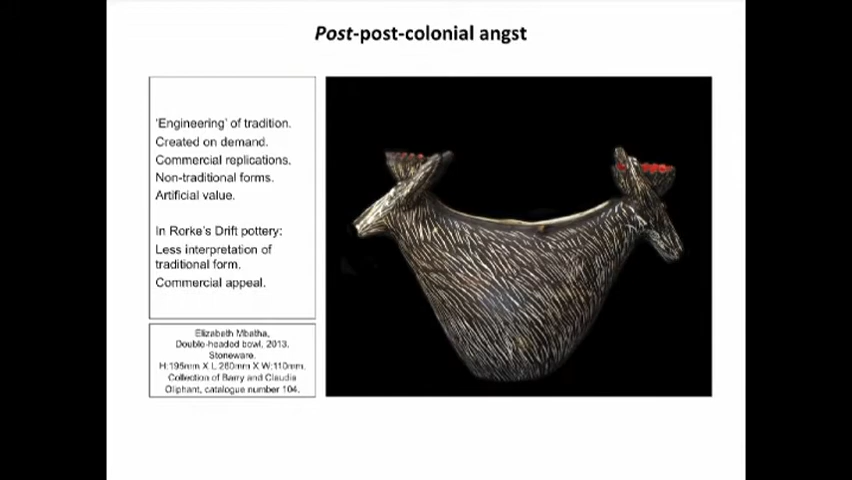 Post-post-colonial angst
'Engineering' of tradition.
Created on demand.
Commercial replications.
Non-traditional forms.
Artificial value.
In Rorke's Drift pottery:
Less interpretation of
traditional form.
Commercial appeal.
Elizabeth Mbatha,
Double-headed bowl, 2013.
Stoneware.
H:195mm X L 260mm X W:110mm.
Collection of Barry and Claudia
Oliphant, catalogue number 104.